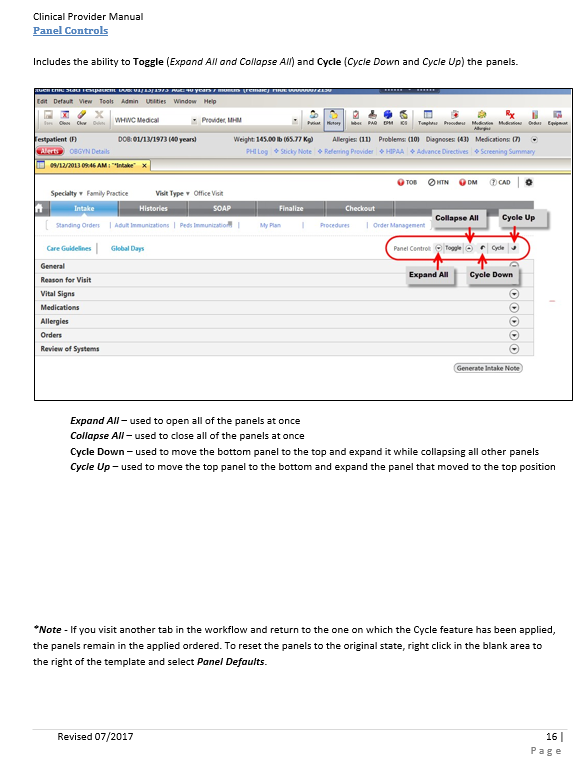 Clinical Provider Manual
Panel Controls
Includes the ability to Toggle (Expand All and Collapse All) and Cycle (Cycle Down and Cycle Up) the panels.
Edit Default View Tools Admin Utilities Window Help
WHWC Medical Provider, MHM
Save Close Clear Delete Patient History Inbox PAQ EPM ICS Templates Procedures Medication Allergies Medications Orders Equipment
Testpatient (F) DOB: 01/13/1973 (40 years) Weight: 145.00 lb (65.77 Kg) Allergies: (11) Problems: (10) Diagnoses: (43) Medications: (7)
Alerts OBGYN Details PHI Log Sticky Note Referring Provider HIPAA Advance Directives Screening Summary
09/12/2013 09:46 AM : "Intake" X
TOB HTN DM CAD
Specialty Family Practice Visit Type Office Visit
Intake Histories SOAP Finalize Checkout
Collapse All Cycle Up
Standing Orders | Adult Immunizations | Peds Immunizations | My Plan | Procedures | Order Management
Care Guidelines | Global Days Panel Control: Toggle Cycle
Expand All Cycle Down
General
Reason for Visit
Vital Signs
Medications
Allergies
Orders
Review of Systems
Generate Intake Note
Expand All – used to open all of the panels at once
Collapse All – used to close all of the panels at once
Cycle Down – used to move the bottom panel to the top and expand it while collapsing all other panels
Cycle Up – used to move the top panel to the bottom and expand the panel that moved to the top position
*Note - If you visit another tab in the workflow and return to the one on which the Cycle feature has been applied,
the panels remain in the applied ordered. To reset the panels to the original state, right click in the blank area to
the right of the template and select Panel Defaults.
Revised 07/2017 16 |
Page